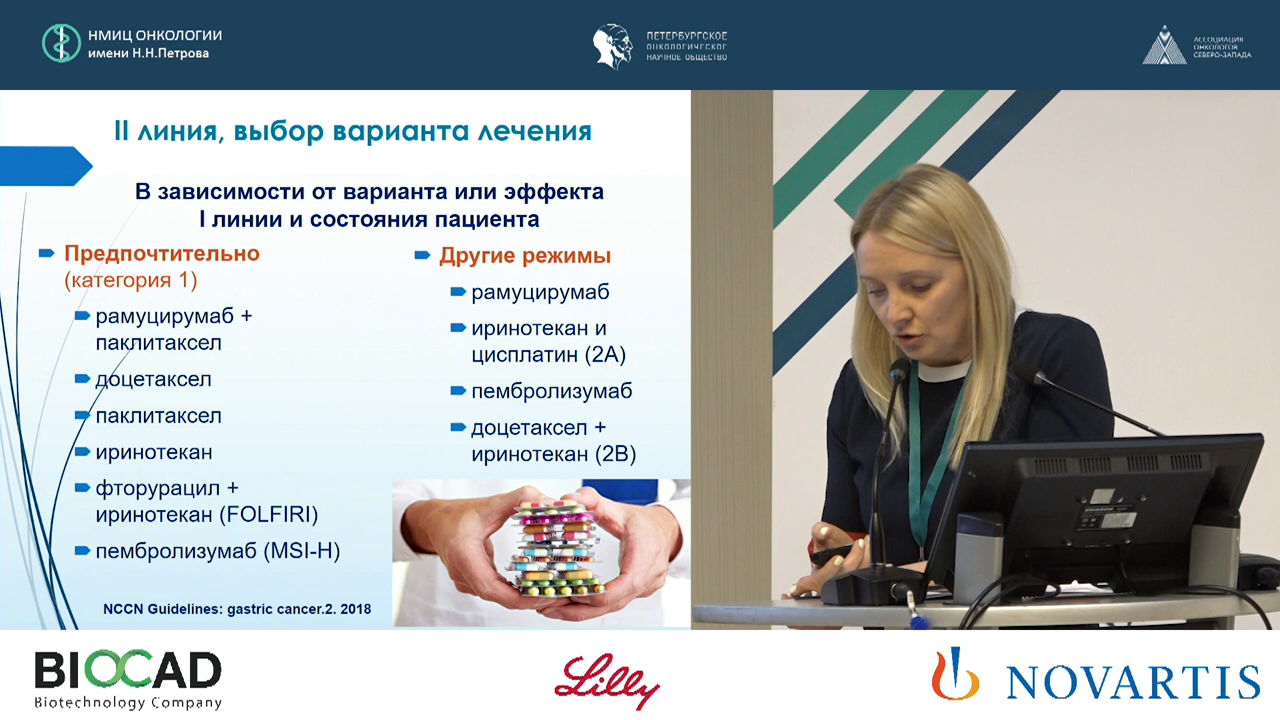 НМИЦ ОНКОЛОГИИ
имени Н.Н.Петрова
ПЕТЕРБУРГСКОЕ
ОНКОЛОГИЧЕСКОЕ
НАУЧНОЕ ОБЩЕСТВО
АССОЦИАЦИЯ
ОНКОЛОГОВ
СЕВЕРО-ЗАПАДА
II линия, выбор варианта лечения
В зависимости от варианта или эффекта
I линии и состояния пациента
Предпочтительно
(категория 1)
рамуцирумаб +
паклитаксел
доцетаксел
паклитаксел
иринотекан
фторурацил +
иринотекан (FOLFIRI)
пембролизумаб (MSI-H)
Другие режимы
рамуцирумаб
иринотекан и
цисплатин (2A)
пембролизумаб
доцетаксел +
иринотекан (2B)
NCCN Guidelines: gastric cancer.2. 2018
BIOCAD
Biotechnology Company
Lilly
NOVARTIS